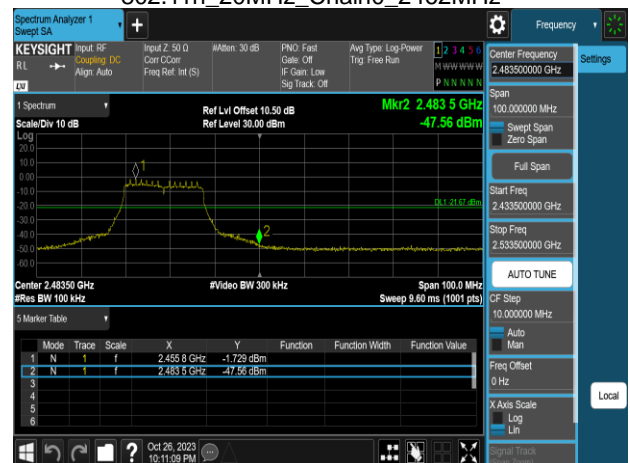 802.11n_20MHz_Chain0_2462MHz
Spectrum Analyzer 1
Swept SA
Frequency
KEYSIGHT
Input: RF
Input Z: 50 Ω
#Atten: 30 dB
PNO: Fast
Avg Type: Log-Power
1 2 3 4 5 6
RL
Coupling: DC
Corr CCorr
Gate: Off
Trig: Free Run
M W W W W W
Align: Auto
Freq Ref: Int (S)
IF Gain: Low
Sig Track: Off
P N N N N N
LXI
Center Frequency
2.483500000 GHz
Settings
Span
100.000000 MHz
Swept Span
Zero Span
Full Span
Start Freq
2.433500000 GHz
Stop Freq
2.533500000 GHz
AUTO TUNE
CF Step
10.000000 MHz
Auto
Man
Freq Offset
0 Hz
X Axis Scale
Log
Lin
Signal Track
Local
1 Spectrum
Ref Lvl Offset 10.50 dB
Mkr2 2.483 5 GHz
Scale/Div 10 dB
Ref Level 30.00 dBm
-47.56 dBm
Log
20.0
10.0
0.00
-10.0
-20.0
-30.0
-40.0
-50.0
-60.0
1
2
DL1 -21.67 dBm
Center 2.48350 GHz
#Video BW 300 kHz
Span 100.0 MHz
#Res BW 100 kHz
Sweep 9.60 ms (1001 pts)
5 Marker Table
Mode Trace Scale X Y Function Function Width Function Value
1 N 1 f 2.455 8 GHz -1.729 dBm
2 N 1 f 2.483 5 GHz -47.56 dBm
3
4
5
6
?
Oct 26, 2023
10:11:09 PM